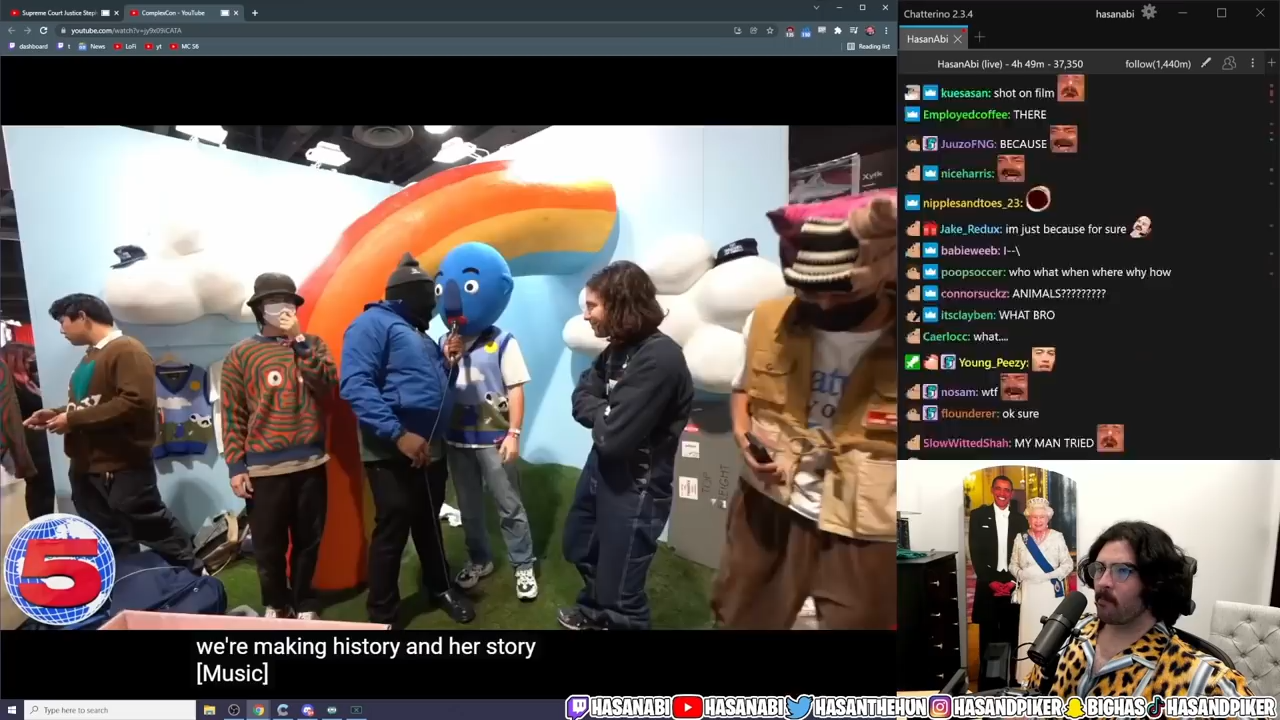 Supreme Court Justice Step
ComplexCon - YouTube
youtube.com/watch?v=jy9x09iCATA
dashboard
t
News
LoFi
yt
MC S6
Reading list
5
TOP
FIGHT
we're making history and her story
[Music]
Type here to search
Chatterino 2.3.4
hasanabi
HasanAbi
HasanAbi (live) - 4h 49m - 37,350
follow(1,440m)
kuesasan: shot on film
Employedcoffee: THERE
JuuzoFNG: BECAUSE
niceharris:
nipplesandtoes_23:
Jake_Redux: im just because for sure
babieweeb: I--\
poopsoccer: who what when where why how
connorsuckz: ANIMALS?????????
itsclayben: WHAT BRO
Caerlocc: what....
Young_Peezy:
nosam: wtf
flounderer: ok sure
SlowWittedShah: MY MAN TRIED
HASANABI
HASANABI
HASANTHEHUN
HASANDPIKER
BIGHAS
HASANDPIKER